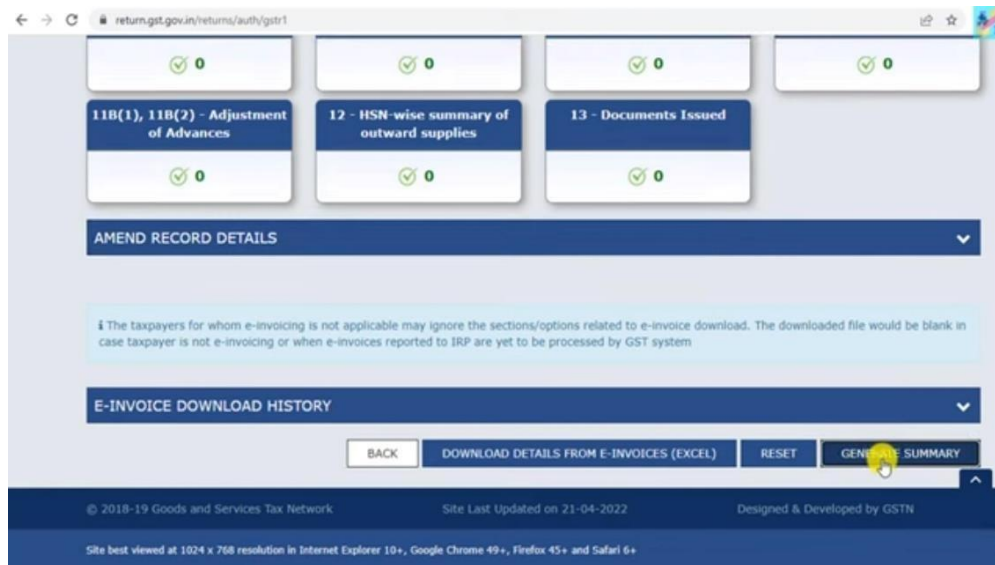 return.gst.gov.in/returns/auth/gstr1
0 0 0 0
11B(1), 11B(2) - Adjustment
of Advances
12 - HSN-wise summary of
outward supplies
13 - Documents Issued
0 0 0
AMEND RECORD DETAILS
i The taxpayers for whom e-invoicing is not applicable may ignore the sections/options related to e-invoice download. The downloaded file would be blank in
case taxpayer is not e-invoicing or when e-invoices reported to IRP are yet to be processed by GST system
E-INVOICE DOWNLOAD HISTORY
BACK DOWNLOAD DETAILS FROM E-INVOICES (EXCEL) RESET GENERATE SUMMARY
© 2018-19 Goods and Services Tax Network Site Last Updated on 21-04-2022 Designed & Developed by GSTN
Site best viewed at 1024 x 768 resolution in Internet Explorer 10+, Google Chrome 49+, Firefox 45+ and Safari 6+